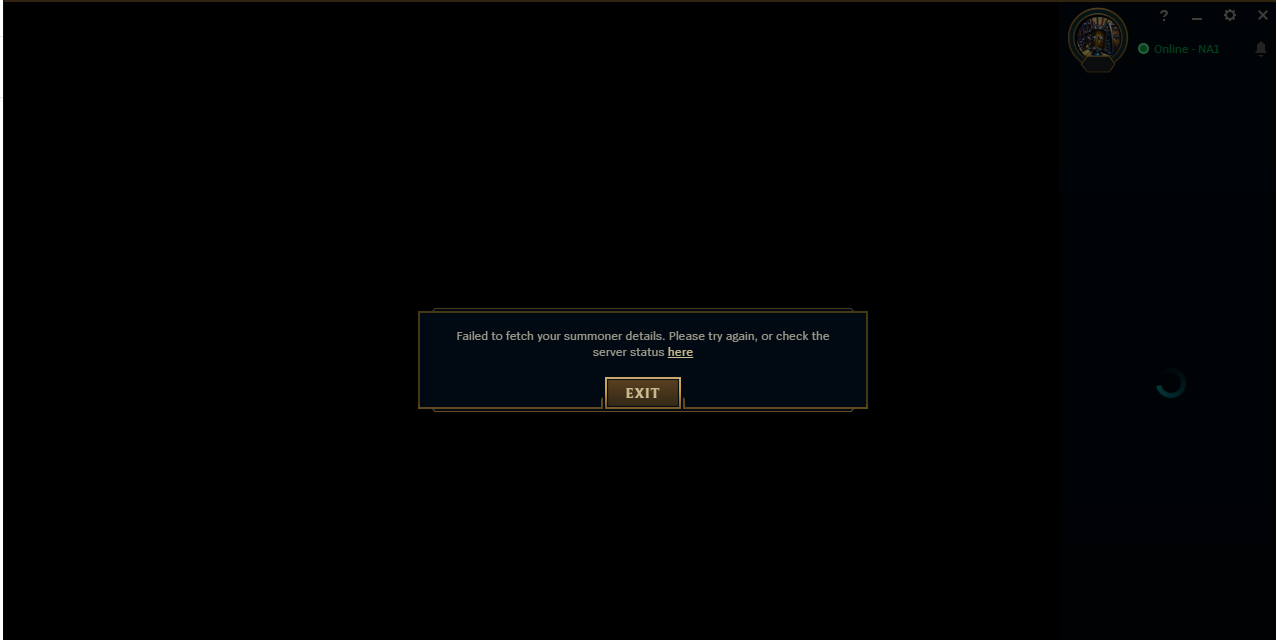 ?
Online - NA1
Failed to fetch your summoner details. Please try again, or check the
server status here
EXIT